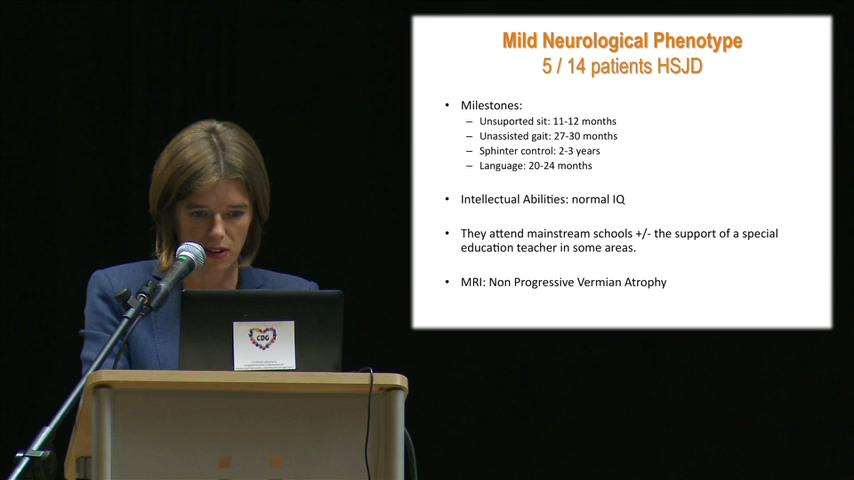 Mild Neurological Phenotype
5 / 14 patients HSJD
• Milestones:
– Unsuported sit: 11-12 months
– Unassisted gait: 27-30 months
– Sphinter control: 2-3 years
– Language: 20-24 months
• Intellectual Abilities: normal IQ
• They attend mainstream schools +/- the support of a special
education teacher in some areas.
• MRI: Non Progressive Vermian Atrophy
CDG